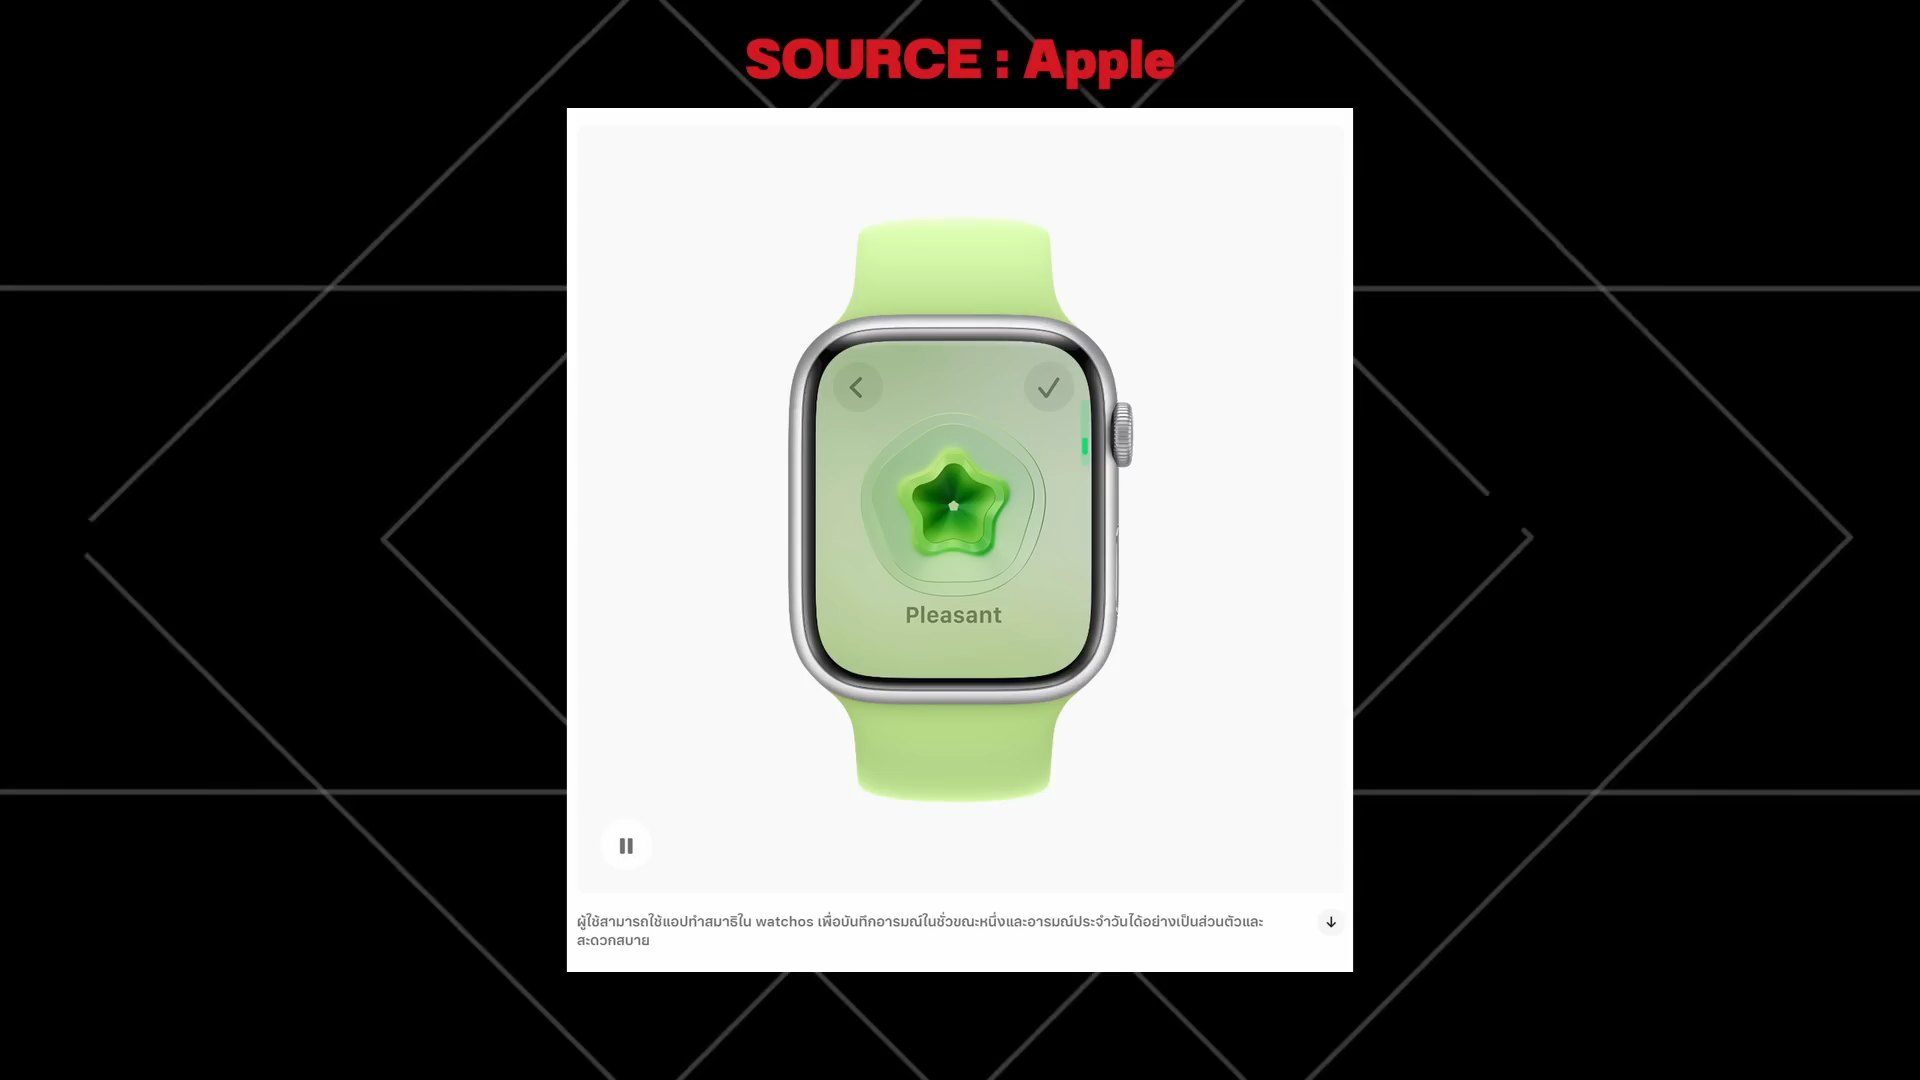 SOURCE : Apple
Pleasant
ผู้ใช้สามารถใช้แอปทำสมาธิใน watchos เพื่อบันทึกอารมณ์ในชั่วขณะหนึ่งและอารมณ์ประจำวันได้อย่างเป็นส่วนตัวและ
สะดวกสบาย